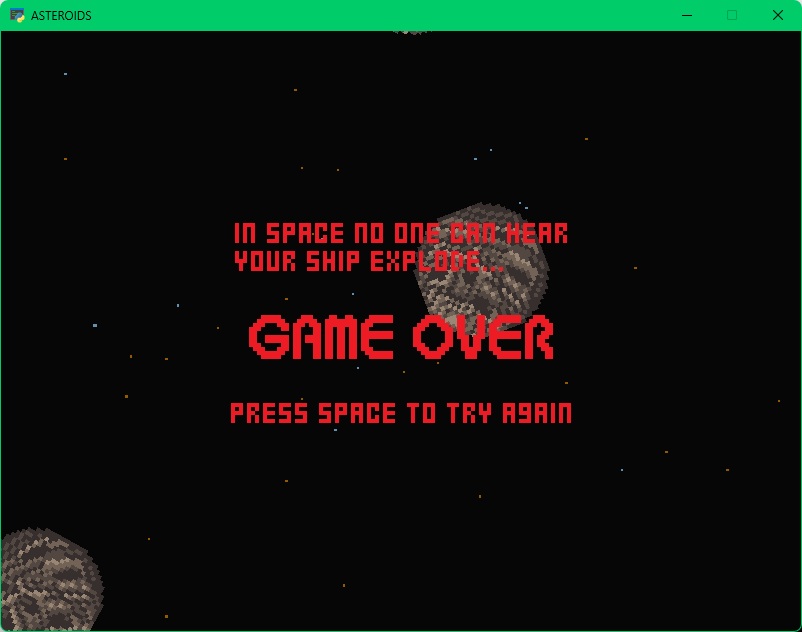 ASTEROIDS
IN SPACE NO ONE CAN HEAR
YOUR SHIP EXPLODE...
GAME OVER
PRESS SPACE TO TRY AGAIN